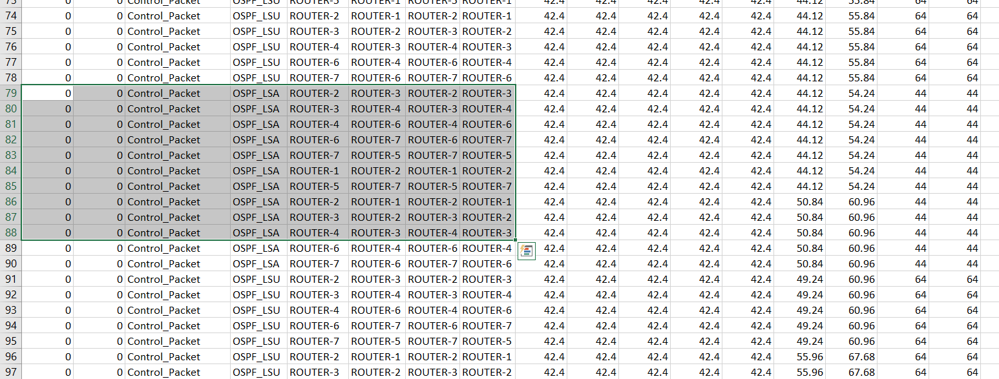 73 0 0 Control_Packet OSPF_LSU ROUTER-5 ROUTER-1 ROUTER-5 ROUTER-1 42.4 42.4 42.4 42.4 42.4 44.12 55.84 64 64
74 0 0 Control_Packet OSPF_LSU ROUTER-2 ROUTER-1 ROUTER-2 ROUTER-1 42.4 42.4 42.4 42.4 42.4 44.12 55.84 64 64
75 0 0 Control_Packet OSPF_LSU ROUTER-3 ROUTER-2 ROUTER-3 ROUTER-2 42.4 42.4 42.4 42.4 42.4 44.12 55.84 64 64
76 0 0 Control_Packet OSPF_LSU ROUTER-4 ROUTER-3 ROUTER-4 ROUTER-3 42.4 42.4 42.4 42.4 42.4 44.12 55.84 64 64
77 0 0 Control_Packet OSPF_LSU ROUTER-6 ROUTER-4 ROUTER-6 ROUTER-4 42.4 42.4 42.4 42.4 42.4 44.12 55.84 64 64
78 0 0 Control_Packet OSPF_LSU ROUTER-7 ROUTER-6 ROUTER-7 ROUTER-6 42.4 42.4 42.4 42.4 42.4 44.12 55.84 64 64
79 0 0 Control_Packet OSPF_LSA ROUTER-2 ROUTER-3 ROUTER-2 ROUTER-3 42.4 42.4 42.4 42.4 42.4 44.12 54.24 44 44
80 0 0 Control_Packet OSPF_LSA ROUTER-3 ROUTER-4 ROUTER-3 ROUTER-4 42.4 42.4 42.4 42.4 42.4 44.12 54.24 44 44
81 0 0 Control_Packet OSPF_LSA ROUTER-4 ROUTER-6 ROUTER-4 ROUTER-6 42.4 42.4 42.4 42.4 42.4 44.12 54.24 44 44
82 0 0 Control_Packet OSPF_LSA ROUTER-6 ROUTER-7 ROUTER-6 ROUTER-7 42.4 42.4 42.4 42.4 42.4 44.12 54.24 44 44
83 0 0 Control_Packet OSPF_LSA ROUTER-7 ROUTER-5 ROUTER-7 ROUTER-5 42.4 42.4 42.4 42.4 42.4 44.12 54.24 44 44
84 0 0 Control_Packet OSPF_LSA ROUTER-1 ROUTER-2 ROUTER-1 ROUTER-2 42.4 42.4 42.4 42.4 42.4 44.12 54.24 44 44
85 0 0 Control_Packet OSPF_LSA ROUTER-5 ROUTER-7 ROUTER-5 ROUTER-7 42.4 42.4 42.4 42.4 42.4 44.12 54.24 44 44
86 0 0 Control_Packet OSPF_LSA ROUTER-2 ROUTER-1 ROUTER-2 ROUTER-1 42.4 42.4 42.4 42.4 42.4 50.84 60.96 44 44
87 0 0 Control_Packet OSPF_LSA ROUTER-3 ROUTER-2 ROUTER-3 ROUTER-2 42.4 42.4 42.4 42.4 42.4 50.84 60.96 44 44
88 0 0 Control_Packet OSPF_LSA ROUTER-4 ROUTER-3 ROUTER-4 ROUTER-3 42.4 42.4 42.4 42.4 42.4 50.84 60.96 44 44
89 0 0 Control_Packet OSPF_LSA ROUTER-6 ROUTER-4 ROUTER-6 ROUTER-4 42.4 42.4 42.4 42.4 42.4 50.84 60.96 44 44
90 0 0 Control_Packet OSPF_LSA ROUTER-7 ROUTER-6 ROUTER-7 ROUTER-6 42.4 42.4 42.4 42.4 42.4 50.84 60.96 44 44
91 0 0 Control_Packet OSPF_LSU ROUTER-2 ROUTER-3 ROUTER-2 ROUTER-3 42.4 42.4 42.4 42.4 42.4 49.24 60.96 64 64
92 0 0 Control_Packet OSPF_LSU ROUTER-3 ROUTER-4 ROUTER-3 ROUTER-4 42.4 42.4 42.4 42.4 42.4 49.24 60.96 64 64
93 0 0 Control_Packet OSPF_LSU ROUTER-4 ROUTER-6 ROUTER-4 ROUTER-6 42.4 42.4 42.4 42.4 42.4 49.24 60.96 64 64
94 0 0 Control_Packet OSPF_LSU ROUTER-6 ROUTER-7 ROUTER-6 ROUTER-7 42.4 42.4 42.4 42.4 42.4 49.24 60.96 64 64
95 0 0 Control_Packet OSPF_LSU ROUTER-7 ROUTER-5 ROUTER-7 ROUTER-5 42.4 42.4 42.4 42.4 42.4 49.24 60.96 64 64
96 0 0 Control_Packet OSPF_LSU ROUTER-2 ROUTER-1 ROUTER-2 ROUTER-1 42.4 42.4 42.4 42.4 42.4 55.96 67.68 64 64
97 0 0 Control_Packet OSPF_LSU ROUTER-3 ROUTER-2 ROUTER-3 ROUTER-2 42.4 42.4 42.4 42.4 42.4 55.96 67.68 64 64